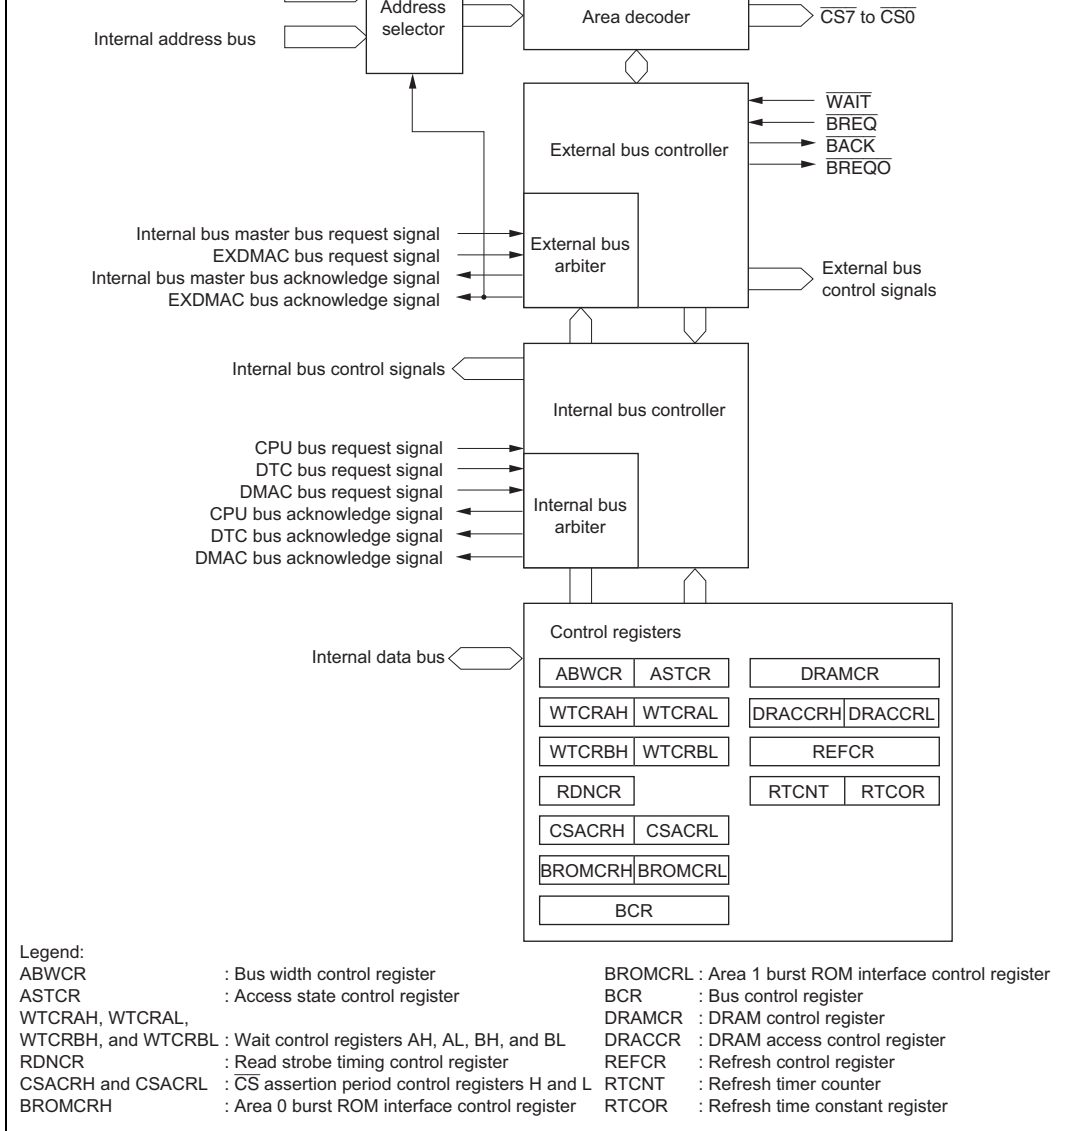 Address
selector
Internal address bus
Area decoder
CS7 to CS0
External bus controller
WAIT
BREQ
BACK
BREQO
Internal bus master bus request signal
EXDMAC bus request signal
Internal bus master bus acknowledge signal
EXDMAC bus acknowledge signal
External bus
arbiter
External bus
control signals
Internal bus control signals
Internal bus controller
CPU bus request signal
DTC bus request signal
DMAC bus request signal
CPU bus acknowledge signal
DTC bus acknowledge signal
DMAC bus acknowledge signal
Internal bus
arbiter
Internal data bus
Control registers
ABWCR ASTCR DRAMCR
WTCRAH WTCRAL DRACCRH DRACCRL
WTCRBH WTCRBL REFCR
RDNCR RTCNT RTCOR
CSACRH CSACRL
BROMCRH BROMCRL
BCR
Legend:
ABWCR : Bus width control register
ASTCR : Access state control register
WTCRAH, WTCRAL,
WTCRBH, and WTCRBL : Wait control registers AH, AL, BH, and BL
RDNCR : Read strobe timing control register
CSACRH and CSACRL : CS assertion period control registers H and L
BROMCRH : Area 0 burst ROM interface control register
BROMCRL : Area 1 burst ROM interface control register
BCR : Bus control register
DRAMCR : DRAM control register
DRACCR : DRAM access control register
REFCR : Refresh control register
RTCNT : Refresh timer counter
RTCOR : Refresh time constant register